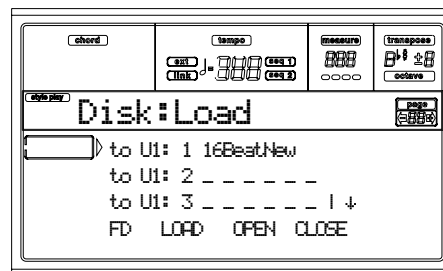 chord tempo measure transpose
ext seq 1
link seq 2 octave
style play page
Disk:Load
to U1: 1 16BeatNew
to U1: 2 _ _ _ _ _ _
to U1: 3 _ _ _ _ _ _ | ↓
FD LOAD OPEN CLOSE